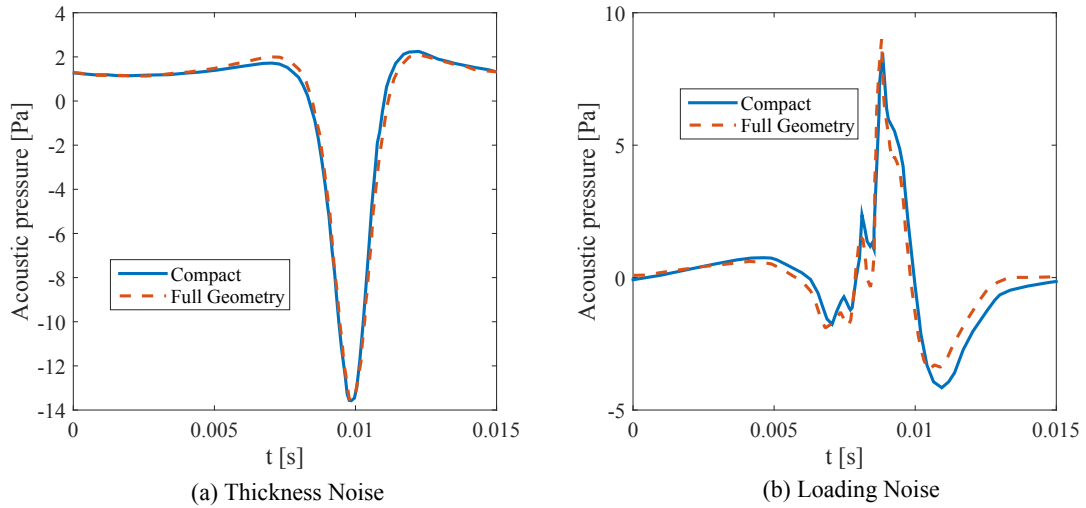 4
2
0
-2
-4
-6
-8
-10
-12
-14
Acoustic pressure [Pa]
Compact
Full Geometry
0
0.005
0.01
0.015
t [s]
(a) Thickness Noise
10
5
0
-5
Acoustic pressure [Pa]
Compact
Full Geometry
0
0.005
0.01
0.015
t [s]
(b) Loading Noise